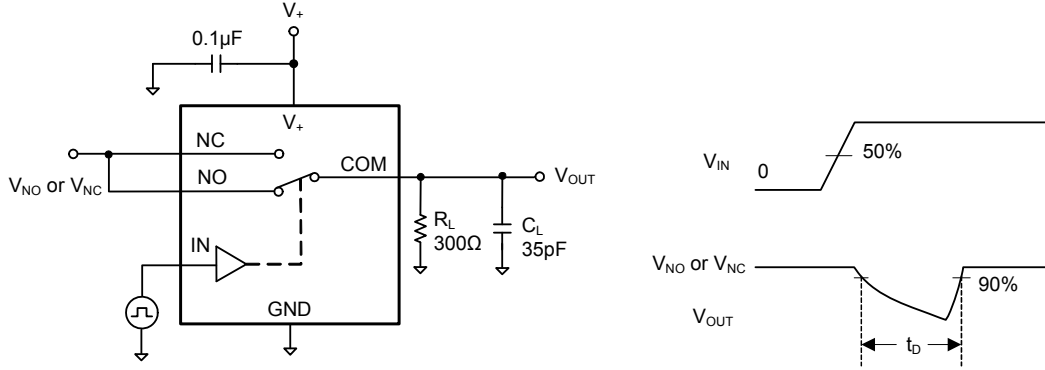 V+
0.1µF
V+
NC
COM
NO
VNO or VNC
VOUT
RL
300Ω
CL
35pF
IN
GND
VIN
0
50%
VNO or VNC
90%
VOUT
tD